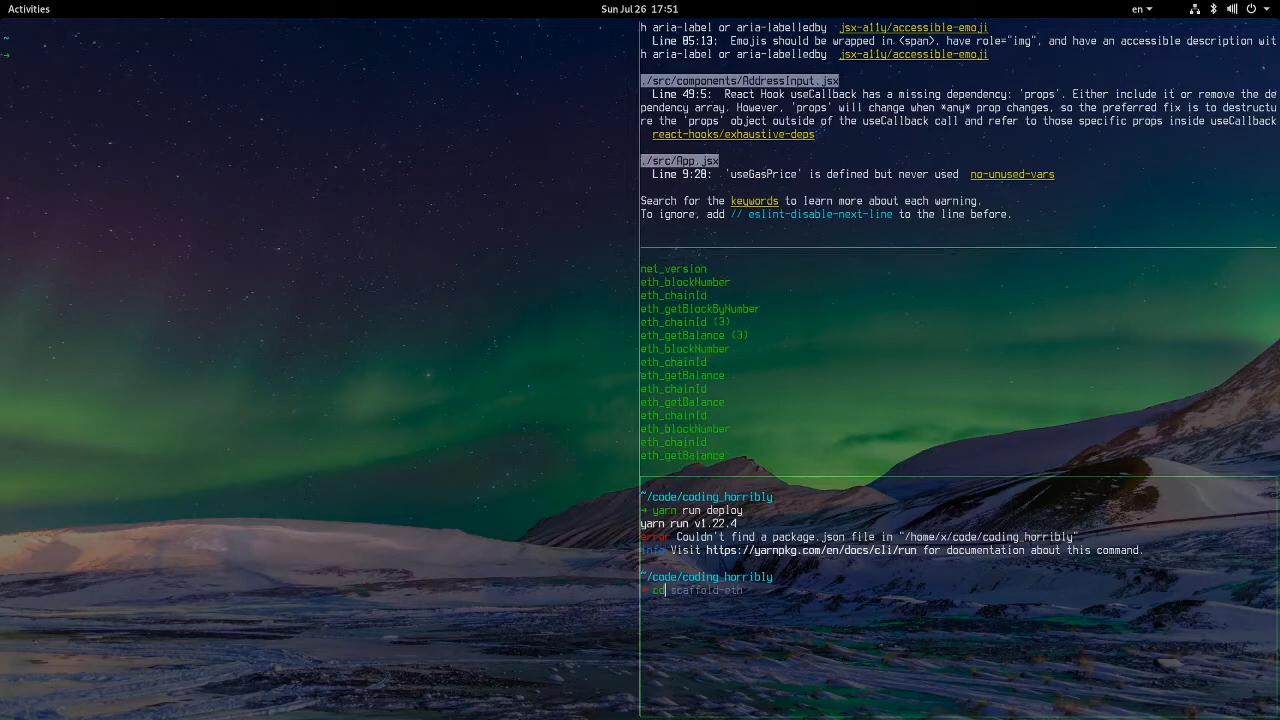 Activities
Sun Jul 26 17:51
en
~
→
h aria-label or aria-labelledby jsx-a11y/accessible-emoji
Line 85:13: Emojis should be wrapped in <span>, have role="img", and have an accessible description wit
h aria-label or aria-labelledby jsx-a11y/accessible-emoji
./src/components/AddressInput.jsx
Line 49:5: React Hook useCallback has a missing dependency: 'props'. Either include it or remove the de
pendency array. However, 'props' will change when *any* prop changes, so the preferred fix is to destructu
re the 'props' object outside of the useCallback call and refer to those specific props inside useCallback
react-hooks/exhaustive-deps
./src/App.jsx
Line 9:28: 'useGasPrice' is defined but never used no-unused-vars
Search for the keywords to learn more about each warning.
To ignore, add // eslint-disable-next-line to the line before.
net_version
eth_blockNumber
eth_chainId
eth_getBlockByNumber
eth_chainId (3)
eth_getBalance (3)
eth_blockNumber
eth_chainId
eth_getBalance
eth_chainId
eth_getBalance
eth_chainId
eth_blockNumber
eth_chainId
eth_getBalance
~/code/coding_horribly
→ yarn run deploy
yarn run v1.22.4
error Couldn't find a package.json file in "/home/x/code/coding_horribly"
info Visit https://yarnpkg.com/en/docs/cli/run for documentation about this command.
~/code/coding_horribly
→ cd scaffold-eth